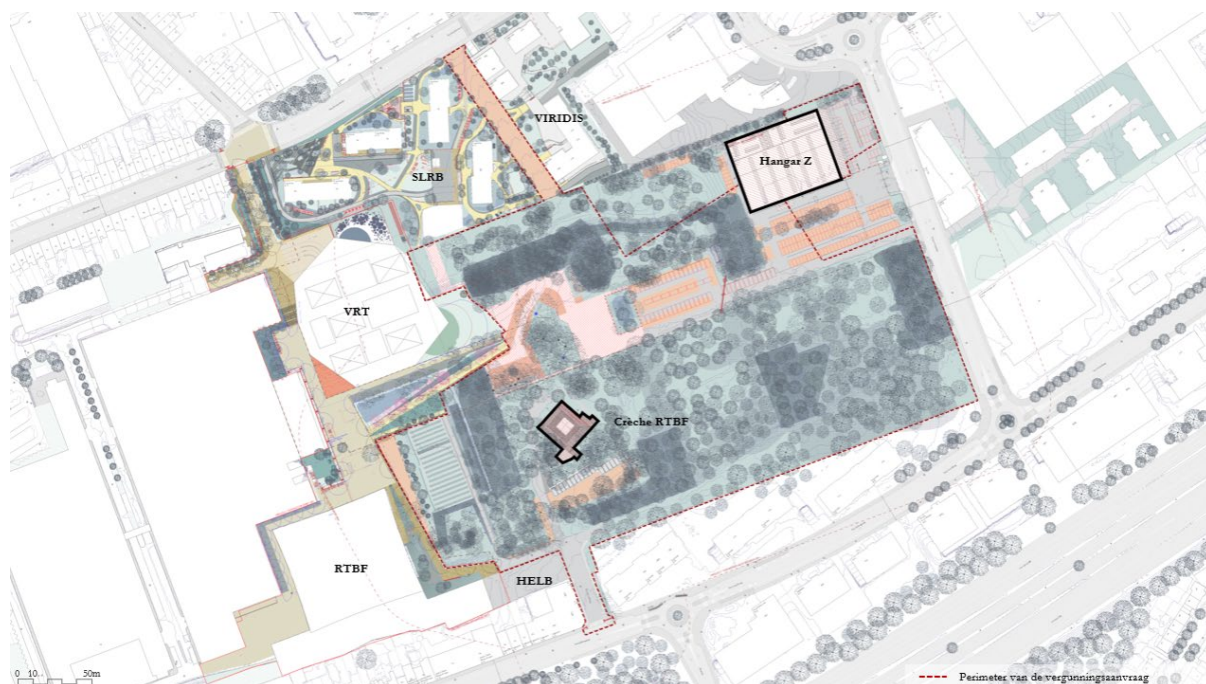 VIRIDIS
Hangar Z
SLRB
VRT
Crèche RTBF
RTBF
HELB
0 10.. 50m
Perimeter van de vergunningsaanvraag